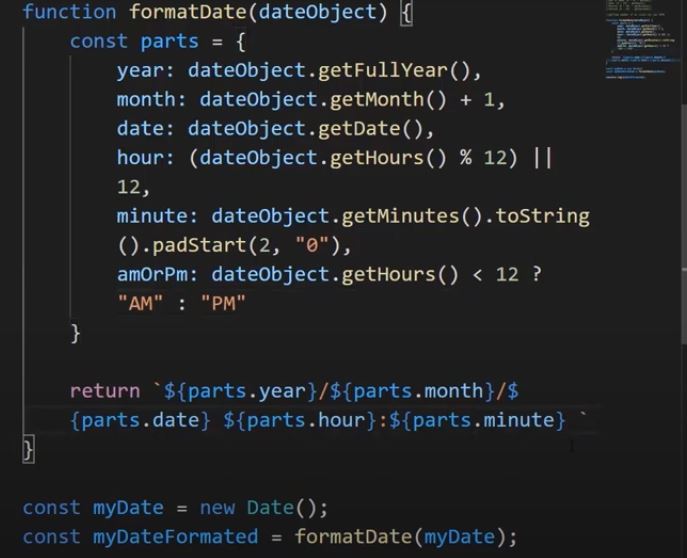 function formatDate(dateObject) {
const parts = {
year: dateObject.getFullYear(),
month: dateObject.getMonth() + 1,
date: dateObject.getDate(),
hour: (dateObject.getHours() % 12) ||
12,
minute: dateObject.getMinutes().toString
().padStart(2, "0"),
amOrPm: dateObject.getHours() < 12 ?
"AM" : "PM"
}
return `${parts.year}/${parts.month}/$
{parts.date} ${parts.hour}:${parts.minute} `
}
const myDate = new Date();
const myDateFormated = formatDate(myDate);